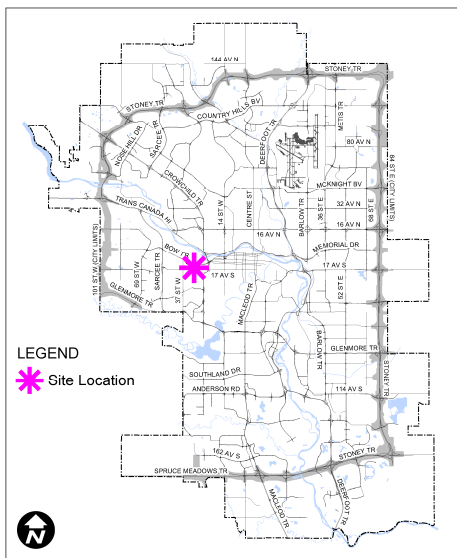 144 AV N
STONEY TR
STONEY TR
COUNTRY HILLS BV
NOSE HILL DR
SARCEE TR
DEERFOOT TR
METIS TR
80 AV N
CROWCHILD TR
MCKNIGHT BV
TRANS CANADA HI
14 ST W
CENTRE ST
BARLOW TR
36 ST E
32 AV N
68 ST E
84 ST E (CITY LIMITS)
16 AV N
16 AV N
101 ST W (CITY LIMITS)
69 ST W
SARCEE TR
BOW TR
37 ST W
17 AV S
MEMORIAL DR
17 AV S
GLENMORE TR
MACLEOD TR
52 ST E
BARLOW TR
GLENMORE TR
LEGEND
Site Location
SOUTHLAND DR
ANDERSON RD
114 AV S
STONEY TR
162 AV S
STONEY TR
SPRUCE MEADOWS TR
MACLEOD TR
DEERFOOT TR
N